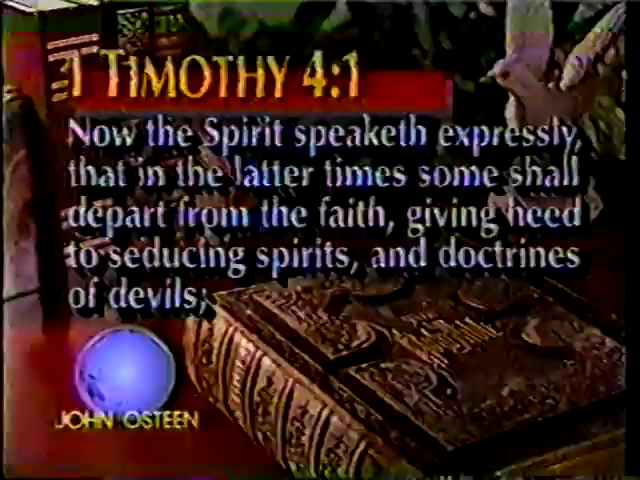 1 TIMOTHY 4:1
Now the Spirit speaketh expressly,
that in the latter times some shall
depart from the faith, giving heed
to seducing spirits, and doctrines
of devils;
JOHN OSTEEN